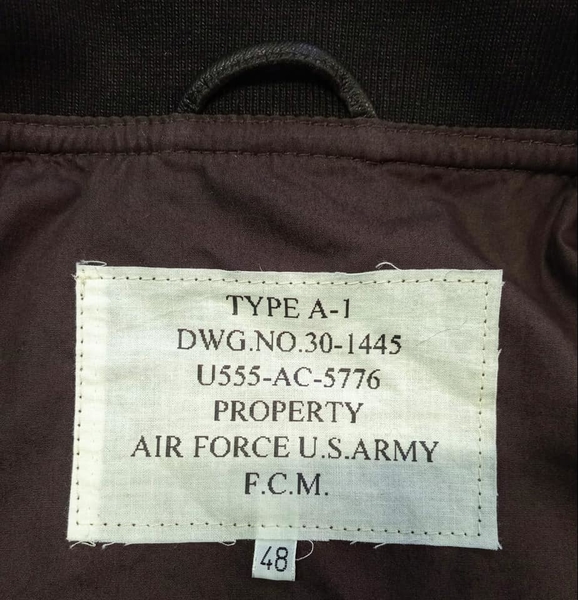 TYPE A-1
DWG.NO.30-1445
U555-AC-5776
PROPERTY
AIR FORCE U.S.ARMY
F.C.M.
48